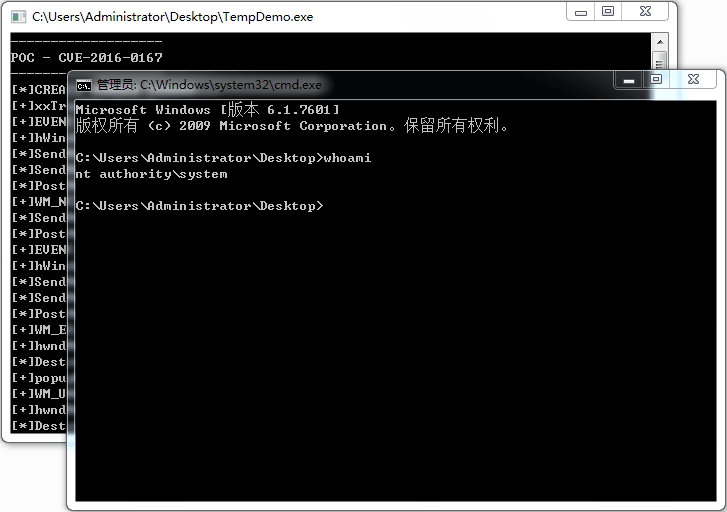 C:\Users\Administrator\Desktop\TempDemo.exe
-------------------
POC - CVE-2016-0167
[*]CREA
[+]xxTr
[+]EVEN
[+]hWin
[*]Send
[*]Send
[*]Post
[+]WM_N
[*]Send
[*]Post
[+]EVEN
[+]hWin
[*]Send
[*]Send
[*]Post
[+]WM_E
[+]hwnd
[*]Dest
[+]popu
[+]WM_U
[+]hwnd
[*]Dest
管理员: C:\Windows\system32\cmd.exe
Microsoft Windows [版本 6.1.7601]
版权所有 (c) 2009 Microsoft Corporation。保留所有权利。
C:\Users\Administrator\Desktop>whoami
nt authority\system
C:\Users\Administrator\Desktop>